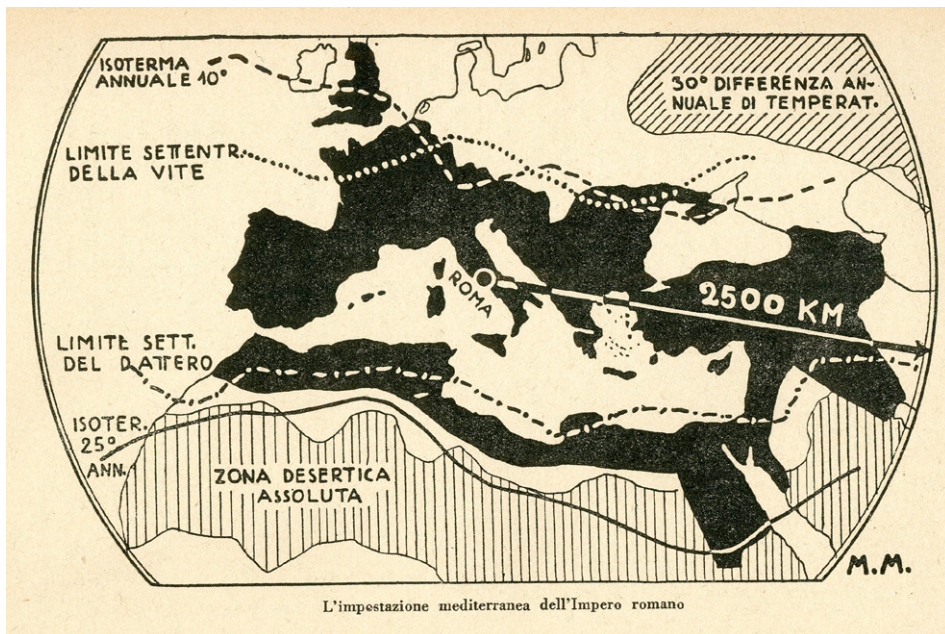 ISOTERMA
ANNUALE 10°
30° DIFFERENZA AN-
NUALE DI TEMPERAT.
LIMITE SETTENTR.
DELLA VITE
ROMA
2500 KM
LIMITE SETT.
DEL DATTERO
ISOTER.
25°
ANN.
ZONA DESERTICA
ASSOLUTA
M.M.
L'impostazione mediterranea dell'Impero romano